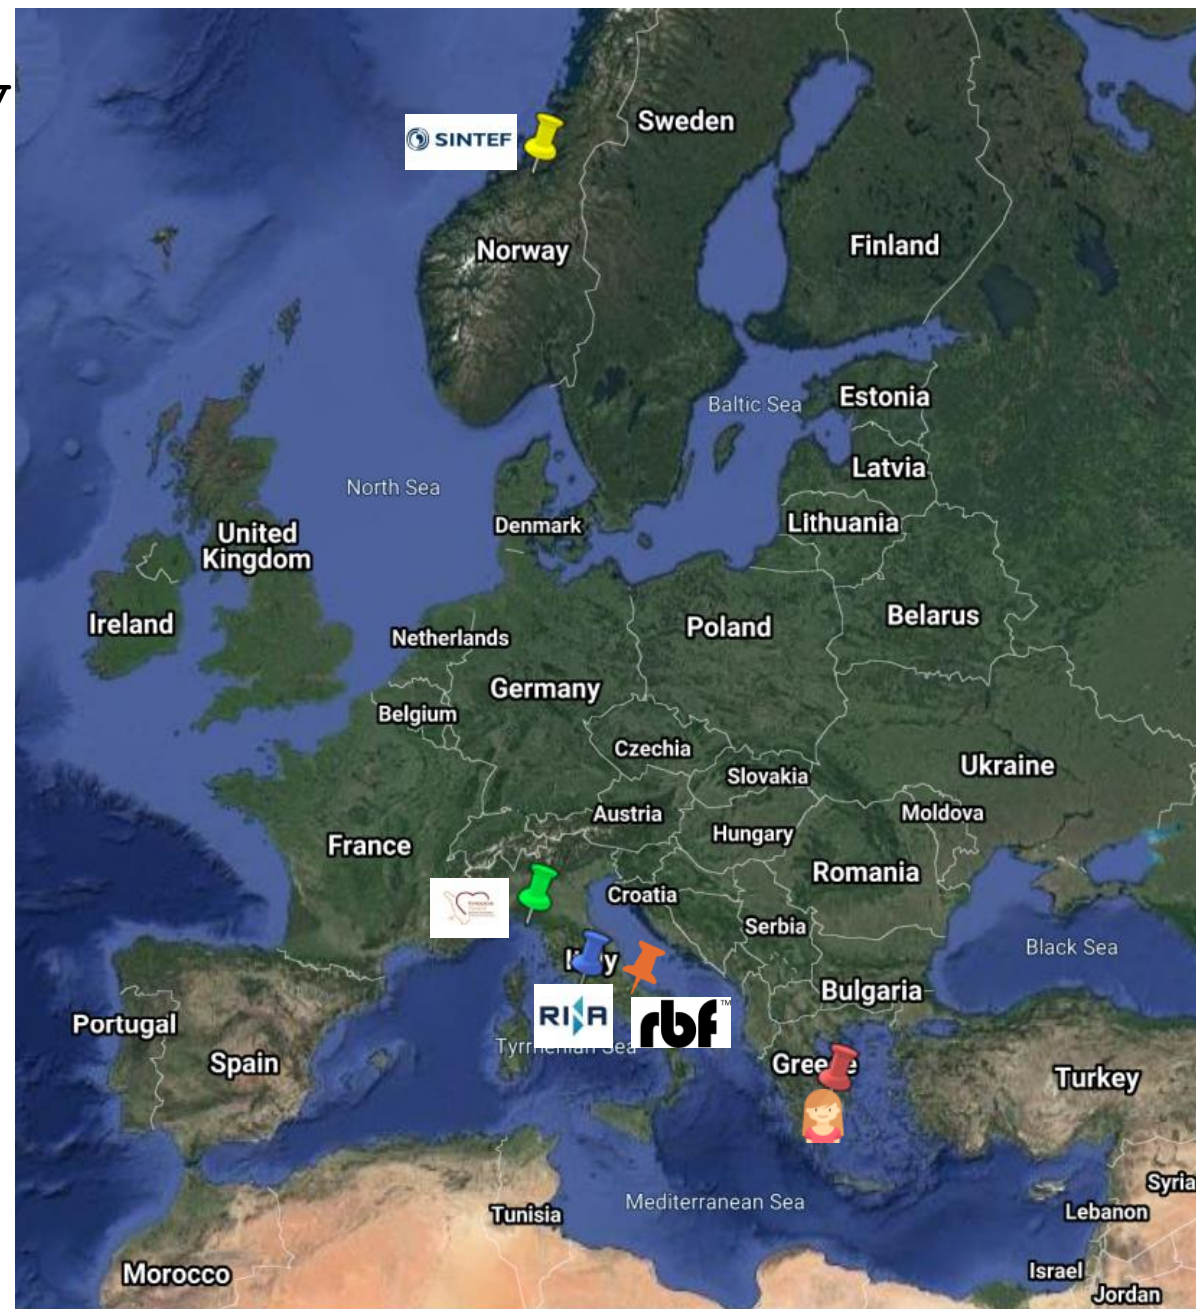 y
Sweden
SINTEF
Norway
Finland
Baltic Sea
Estonia
Latvia
North Sea
Denmark
Lithuania
United
Kingdom
Ireland
Netherlands
Poland
Belarus
Germany
Belgium
Czechia
Slovakia
Ukraine
Austria
Moldova
Hungary
France
Romania
Croatia
Serbia
Black Sea
Bulgaria
RINA
rbf™
Portugal
Spain
Turkey
Mediterranean Sea
Syria
Tunisia
Lebanon
Morocco
Israel
Jordan